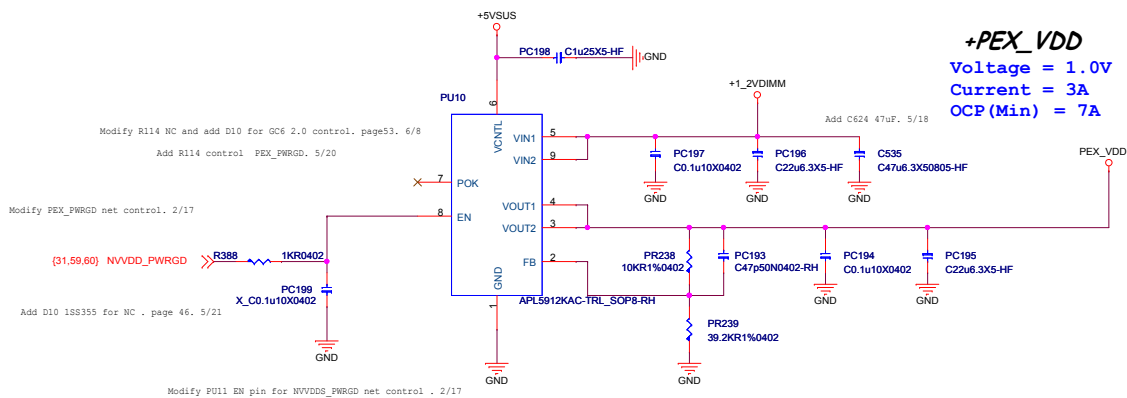 +5VSUS
+PEX_VDD
Voltage = 1.0V
Current = 3A
OCP(Min) = 7A
PC198 C1u25X5-HF
GND
+1_2VDIMM
PU10
6
Add C624 47uF. 5/18
VCNTL
Modify R114 NC and add D10 for GC6 2.0 control. page53. 6/8
VIN1 5
VIN2 9
PC197
C0.1u10X0402
PC196
C22u6.3X5-HF
C535
C47u6.3X50805-HF
PEX_VDD
Add R114 control PEX_PWRGD. 5/20
7 POK
GND
GND
GND
Modify PEX_PWRGD net control. 2/17
8 EN
VOUT1 4
VOUT2 3
{31,59,60} NVVDD_PWRGD
R388 1KR0402
FB 2
PR238
10KR1%0402
PC193
C47p50N0402-RH
PC194
C0.1u10X0402
PC195
C22u6.3X5-HF
PC199
X_C0.1u10X0402
GND
1
APL5912KAC-TRL_SOP8-RH
GND
GND
Add D10 1SS355 for NC . page 46. 5/21
PR239
39.2KR1%0402
GND
GND
GND
Modify PU11 EN pin for NVVDDS_PWRGD net control . 2/17